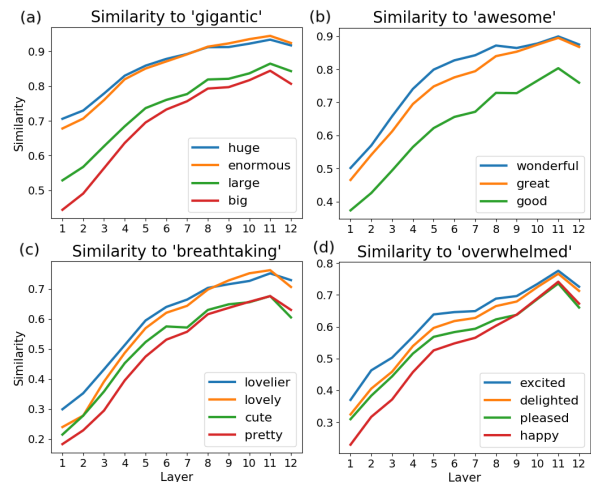 (a) Similarity to 'gigantic'
0.9
0.8
0.7
0.6
0.5
Similarity
huge
enormous
large
big
1 2 3 4 5 6 7 8 9 10 11 12
(b) Similarity to 'awesome'
0.9
0.8
0.7
0.6
0.5
0.4
wonderful
great
good
1 2 3 4 5 6 7 8 9 10 11 12
(c) Similarity to 'breathtaking'
0.7
0.6
0.5
0.4
0.3
0.2
Similarity
lovelier
lovely
cute
pretty
1 2 3 4 5 6 7 8 9 10 11 12
Layer
(d) Similarity to 'overwhelmed'
0.8
0.7
0.6
0.5
0.4
0.3
excited
delighted
pleased
happy
1 2 3 4 5 6 7 8 9 10 11 12
Layer